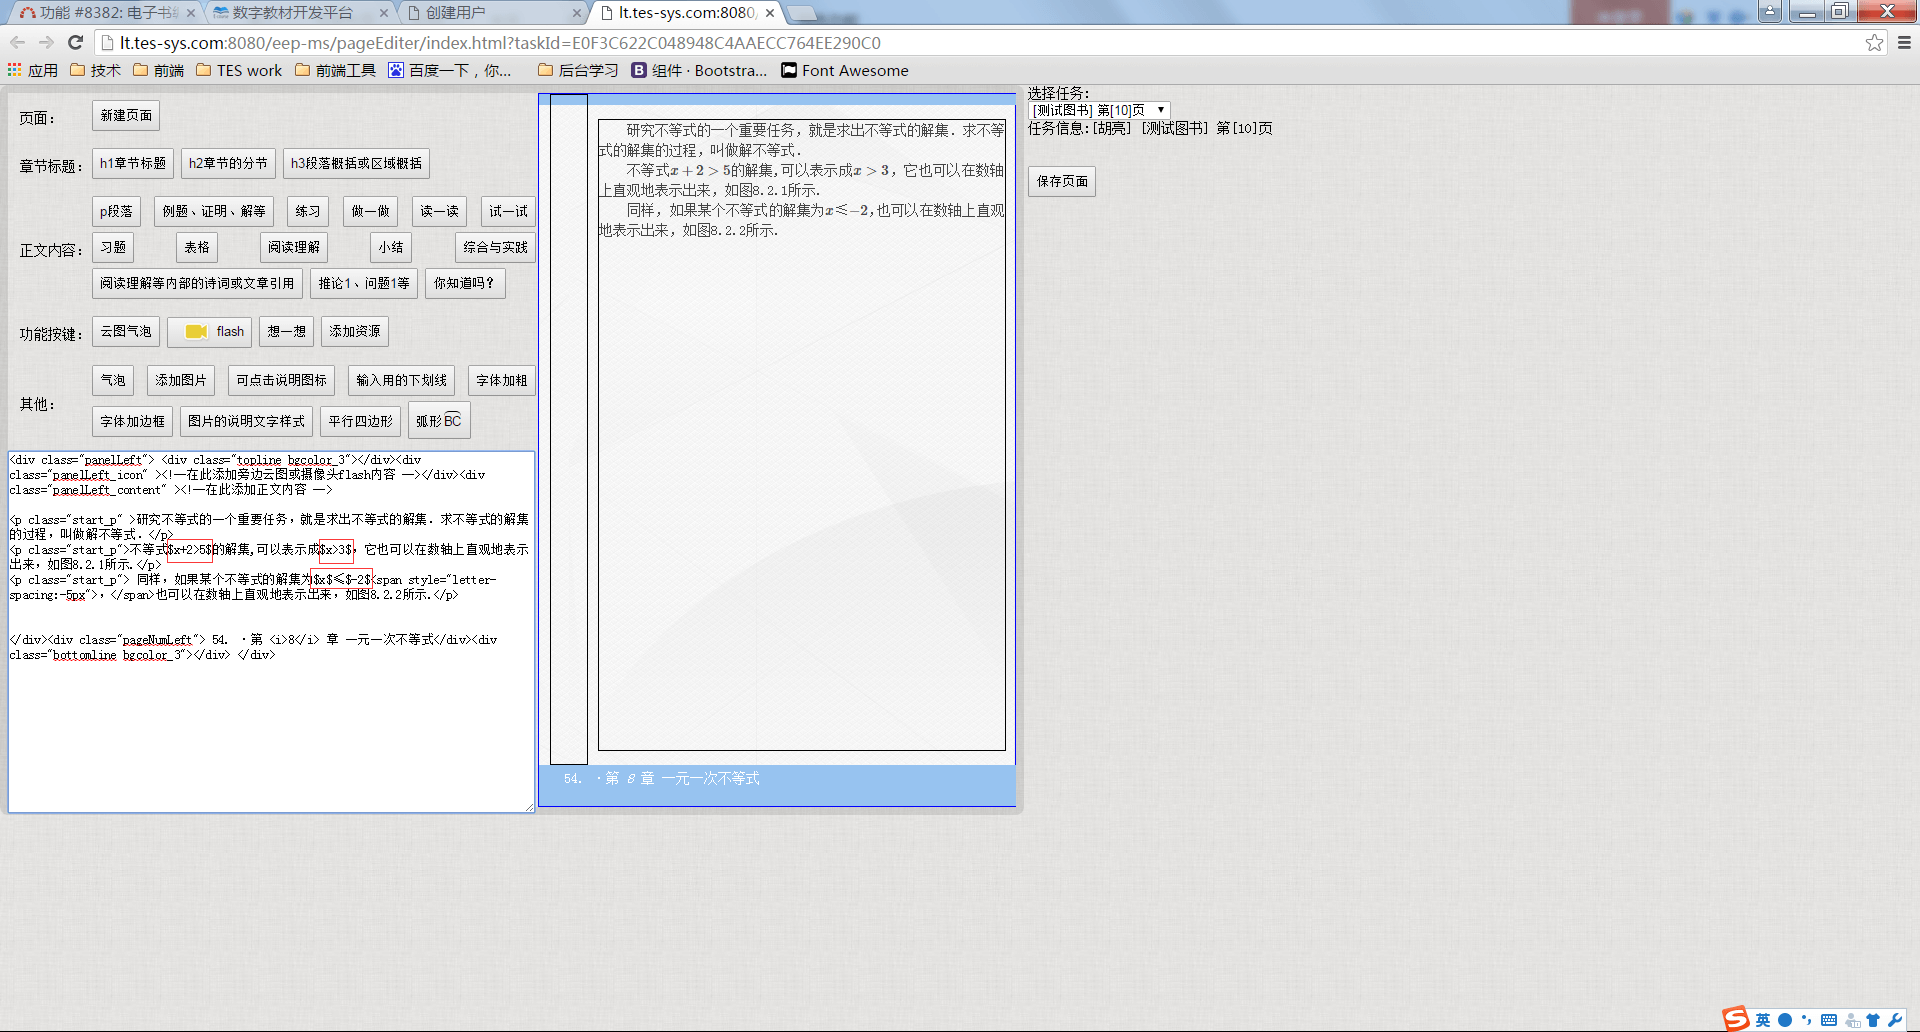 功能 #8382: 电子书
数字教材开发平台
创建用户
lt.tes-sys.com:8080
lt.tes-sys.com:8080/eep-ms/pageEditer/index.html?taskId=E0F3C622C048948C4AAECC764EE290C0
应用 技术 前端 TES work 前端工具 百度一下，你... 后台学习 组件 · Bootstra... Font Awesome
页面： 新建页面
章节标题： h1章节标题 h2章节的分节 h3段落概括或区域概括
p段落 例题、证明、解等 练习 做一做 读一读 试一试
正文内容： 习题 表格 阅读理解 小结 综合与实践
阅读理解等内部的诗词或文章引用 推论1、问题1等 你知道吗?
功能按键： 云图气泡 flash 想一想 添加资源
气泡 添加图片 可点击说明图标 输入用的下划线 字体加粗
其他：
字体加边框 图片的说明文字样式 平行四边形 弧形BC
<div class="panelLeft"> <div class="topline bgcolor_3"></div><div
class="panelLeft_icon" ><!—在此添加旁边云图或摄像头flash内容 —></div><div
class="panelLeft_content" ><!—在此添加正文内容 —>
<p class="start_p" >研究不等式的一个重要任务，就是求出不等式的解集. 求不等式的解集
的过程，叫做解不等式. </p>
<p class="start_p">不等式$x+2>5$的解集,可以表示成$x>3$，它也可以在数轴上直观地表示
出来，如图8.2.1所示.</p>
<p class="start_p"> 同样，如果某个不等式的解集为$x$≤$-2$<span style="letter-
spacing:-5px">，</span>也可以在数轴上直观地表示出来，如图8.2.2所示.</p>
</div><div class="pageNumLeft"> 54. ·第 <i>8</i> 章 一元一次不等式</div><div
class="bottomline bgcolor_3"></div> </div>
研究不等式的一个重要任务，就是求出不等式的解集. 求不等
式的解集的过程，叫做解不等式.
不等式x + 2 > 5的解集,可以表示成x > 3，它也可以在数轴
上直观地表示出来，如图8.2.1所示.
同样，如果某个不等式的解集为x≤−2,也可以在数轴上直观
地表示出来，如图8.2.2所示.
54. ·第 8 章 一元一次不等式
选择任务：
[测试图书] 第[10]页
任务信息:[胡亮] [测试图书] 第[10]页
保存页面
英